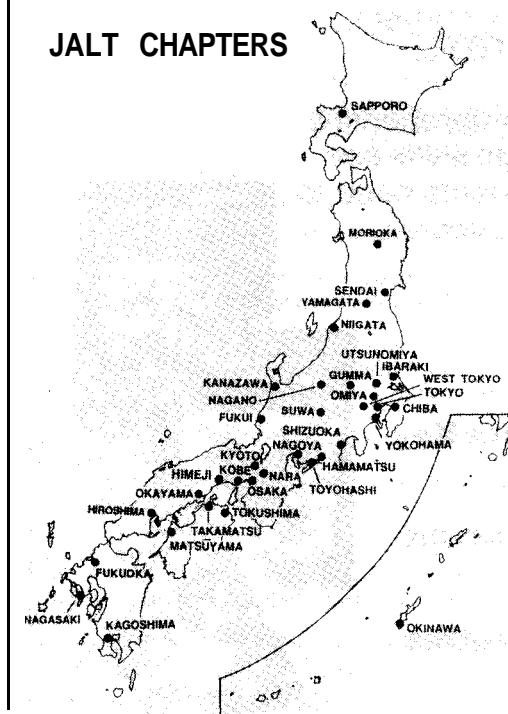 JALT CHAPTERS
SAPPORO
MORIOKA
SENDAI
YAMAGATA
NIIGATA
UTSUNOMIYA
IBARAKI
GUMMA
WEST TOKYO
KANAZAWA
OMIYA
TOKYO
NAGANO
CHIBA
SUWA
FUKUI
YOKOHAMA
SHIZUOKA
NAGOYA
KYOTO
HAMAMATSU
KOBE
NARA
HIMEJI
OSAKA
TOYOHASHI
OKAYAMA
HIROSHIMA
TOKUSHIMA
TAKAMATSU
MATSUYAMA
FUKUOKA
NAGASAKI
OKINAWA
KAGOSHIMA